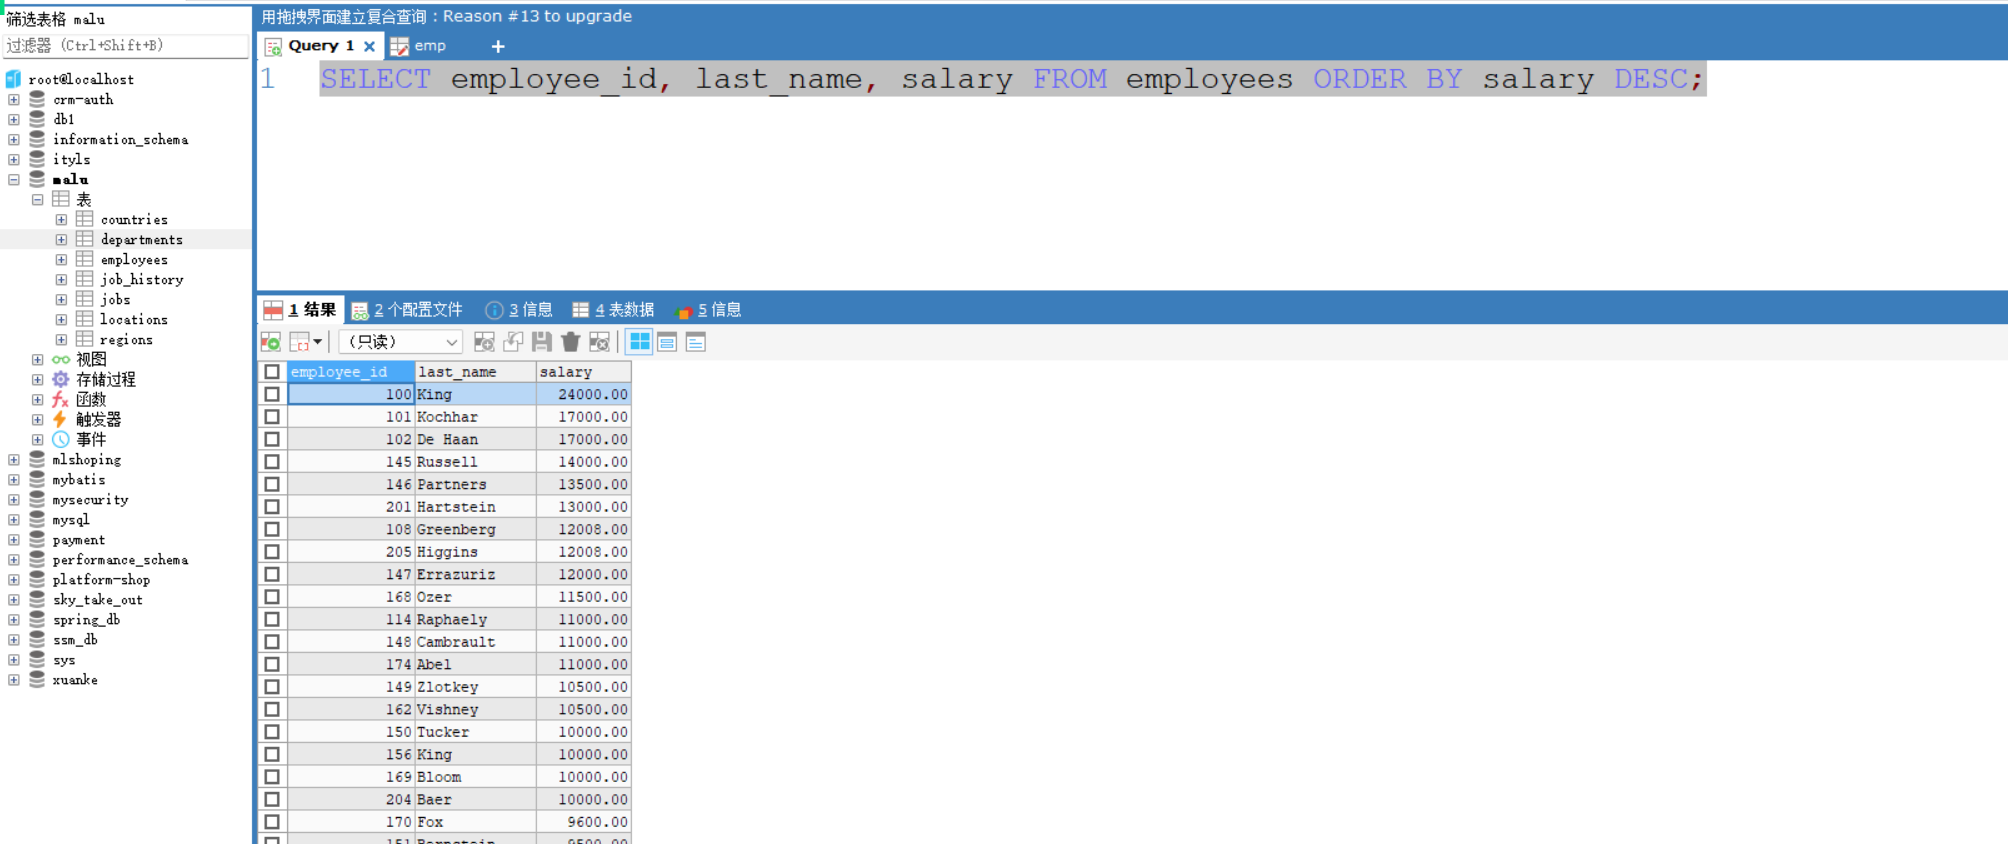 筛选表格 malu
过滤器 (Ctrl+Shift+B)
root@localhost
crm-auth
db1
information_schema
ityls
malu
表
countries
departments
employees
job_history
jobs
locations
regions
视图
存储过程
函数
触发器
事件
mlshoping
mybatis
mysecurity
mysql
payment
performance_schema
platform-shop
sky_take_out
spring_db
ssm_db
sys
xuanke
用拖拽界面建立复合查询：Reason #13 to upgrade
Query 1 × emp +
1 SELECT employee_id, last_name, salary FROM employees ORDER BY salary DESC;
1 结果 2 个配置文件 3 信息 4 表数据 5 信息
（只读）
employee_id last_name salary
100 King 24000.00
101 Kochhar 17000.00
102 De Haan 17000.00
145 Russell 14000.00
146 Partners 13500.00
201 Hartstein 13000.00
108 Greenberg 12008.00
205 Higgins 12008.00
147 Errazuriz 12000.00
168 Ozer 11500.00
114 Raphaely 11000.00
148 Cambrault 11000.00
174 Abel 11000.00
149 Zlotkey 10500.00
162 Vishney 10500.00
150 Tucker 10000.00
156 King 10000.00
169 Bloom 10000.00
204 Baer 10000.00
170 Fox 9600.00
151 Bernstein 9500.00